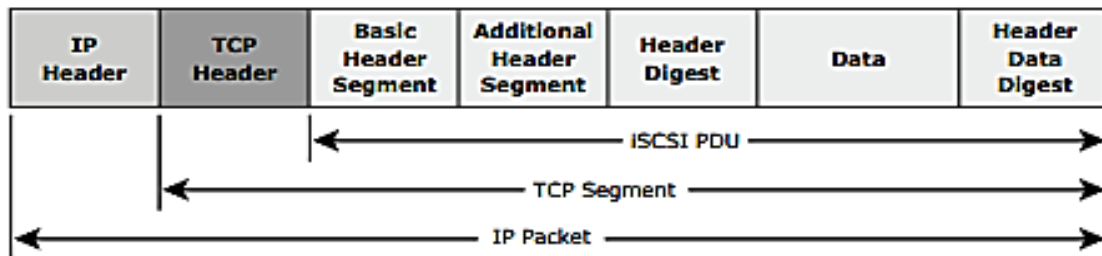 IP
Header
TCP
Header
Basic
Header
Segment
Additional
Header
Segment
Header
Digest
Data
Header
Data
Digest
iSCSI PDU
TCP Segment
IP Packet